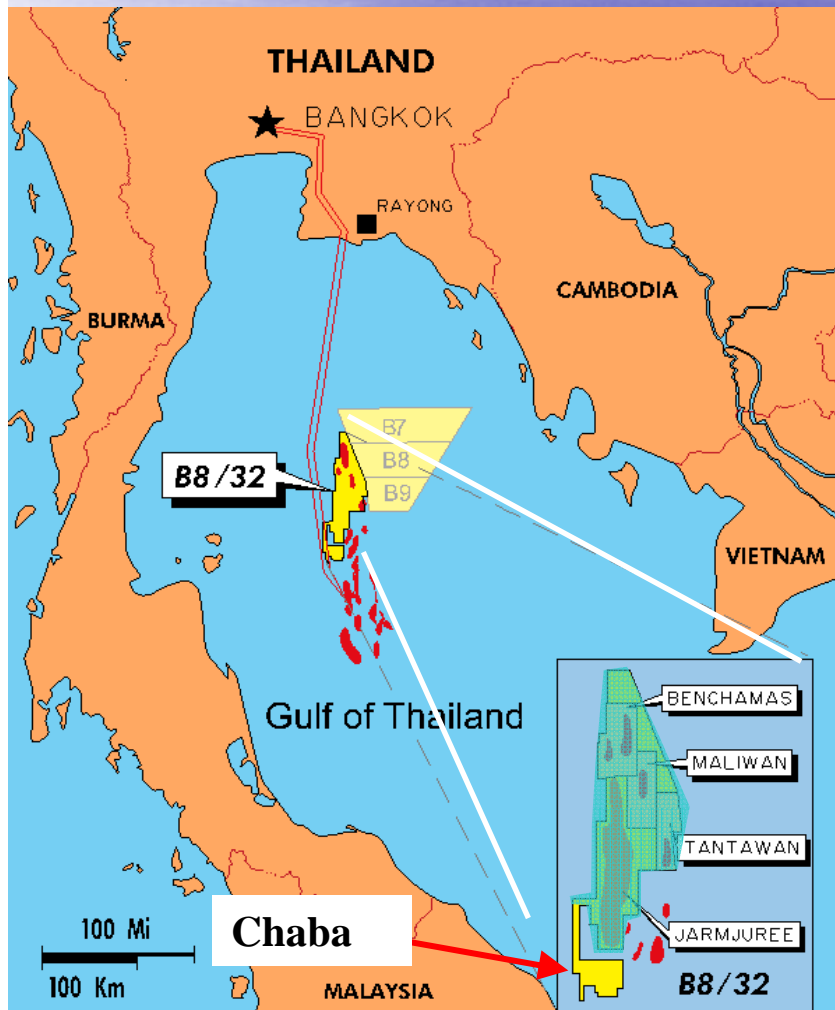 THAILAND
BANGKOK
RAYONG
CAMBODIA
BURMA
B7
B8
B9
B8/32
VIETNAM
Gulf of Thailand
BENCHAMAS
MALIWAN
TANTAWAN
JARMJUREE
B8/32
Chaba
100 Mi
100 Km
MALAYSIA